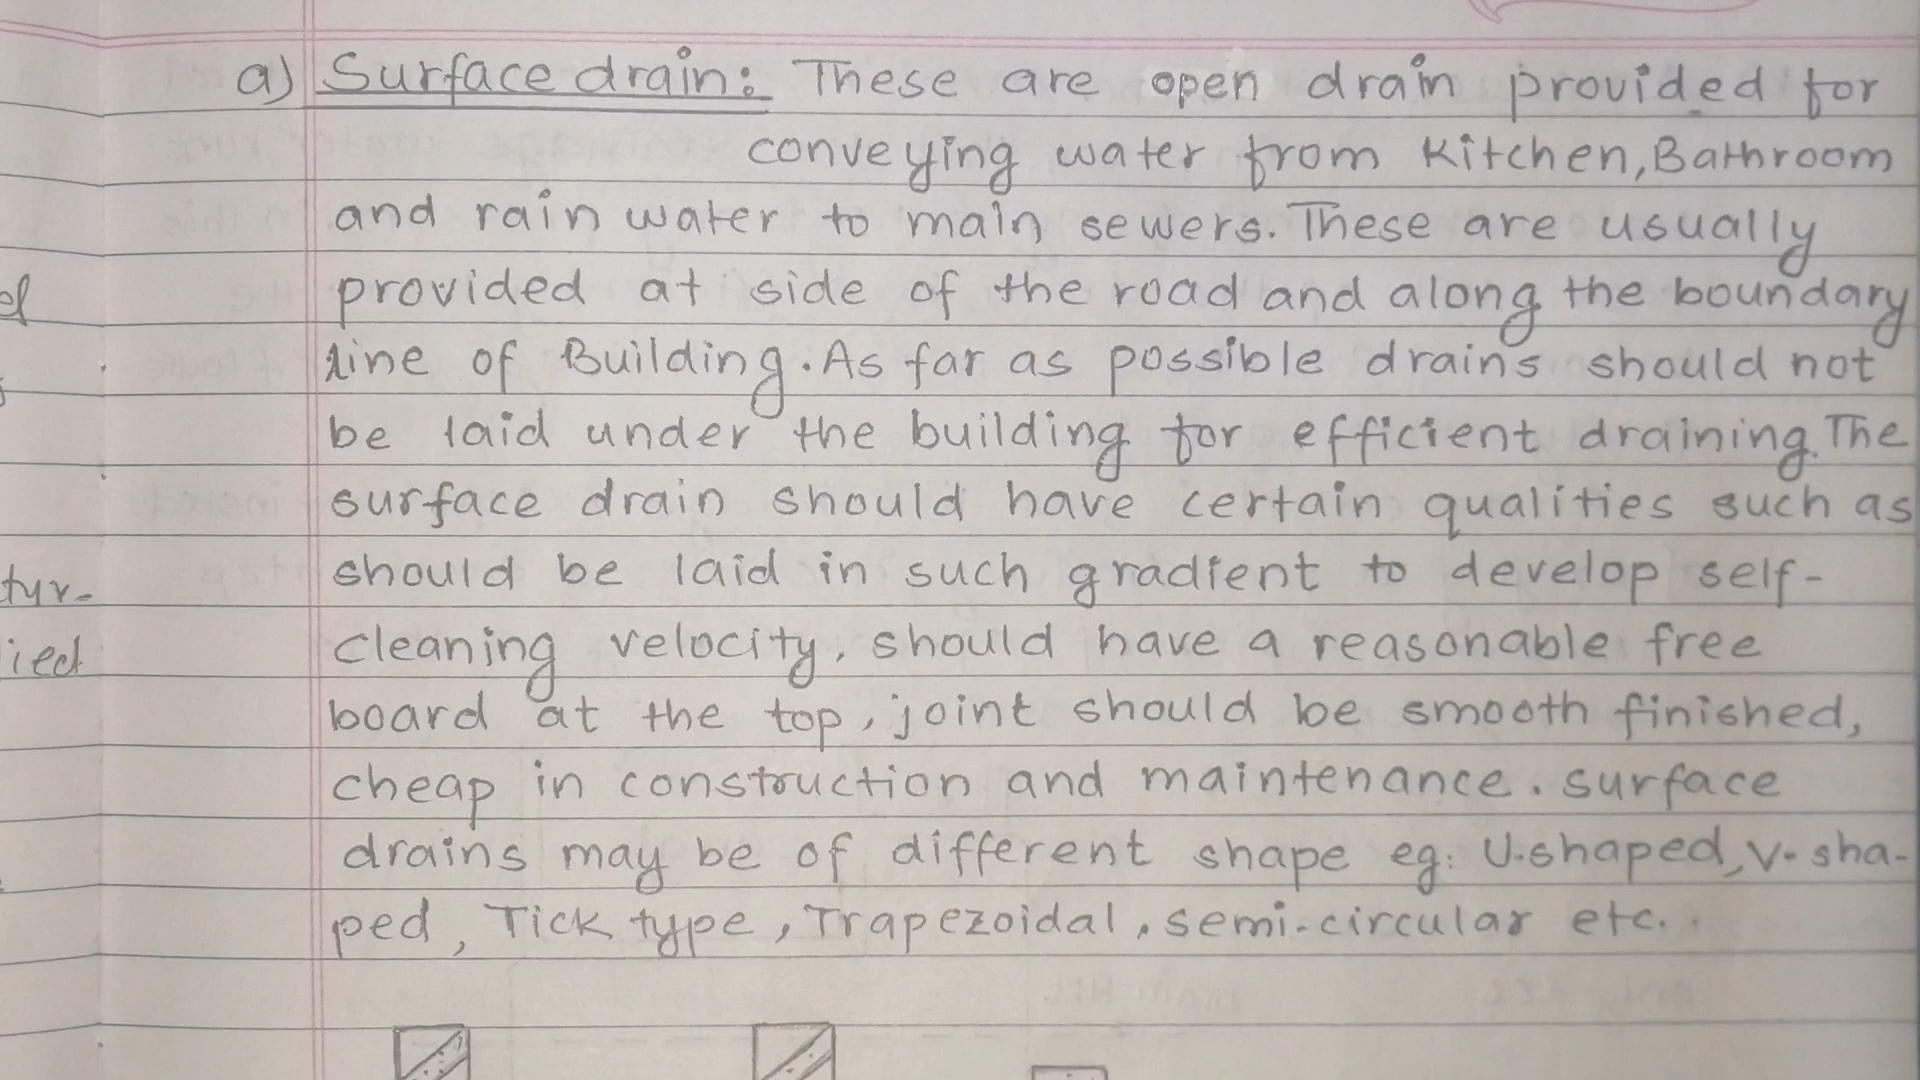 a) Surface drain: These are open drain provided for
conveying water from Kitchen, Bathroom
and rain water to main sewers. These are usually
provided at side of the road and along the boundary
line of Building. As far as possible drains should not
be laid under the building for efficient draining. The
surface drain should have certain qualities such as
should be laid in such gradient to develop self-
cleaning velocity, should have a reasonable free
board at the top, joint should be smooth finished,
cheap in construction and maintenance. surface
drains may be of different shape eg: U-shaped, V-sha-
ped, Tick type, Trapezoidal, semi-circular etc.